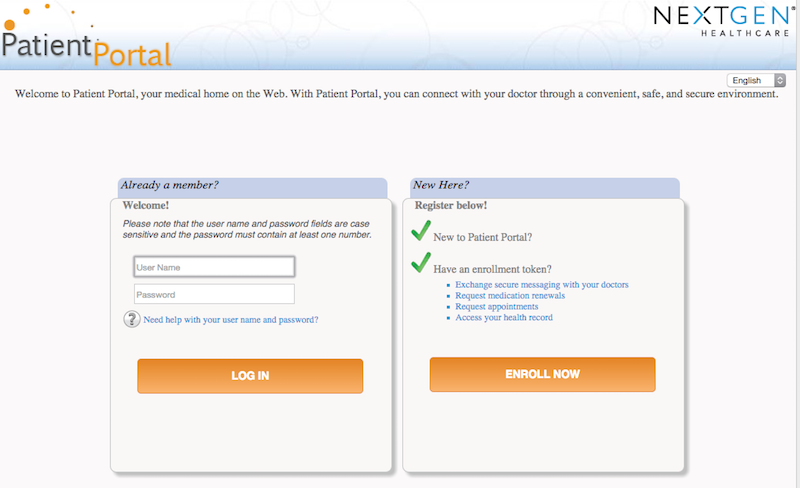 Patient Portal
NEXTGEN®
HEALTHCARE
English
Welcome to Patient Portal, your medical home on the Web. With Patient Portal, you can connect with your doctor through a convenient, safe, and secure environment.
Already a member?
Welcome!
Please note that the user name and password fields are case
sensitive and the password must contain at least one number.
User Name
Password
? Need help with your user name and password?
LOG IN
New Here?
Register below!
New to Patient Portal?
Have an enrollment token?
Exchange secure messaging with your doctors
Request medication renewals
Request appointments
Access your health record
ENROLL NOW